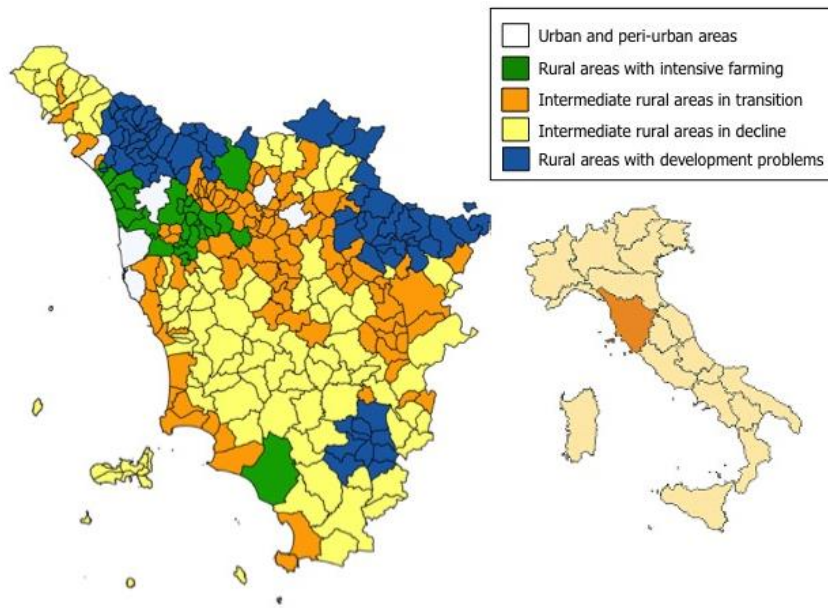 Urban and peri-urban areas
Rural areas with intensive farming
Intermediate rural areas in transition
Intermediate rural areas in decline
Rural areas with development problems